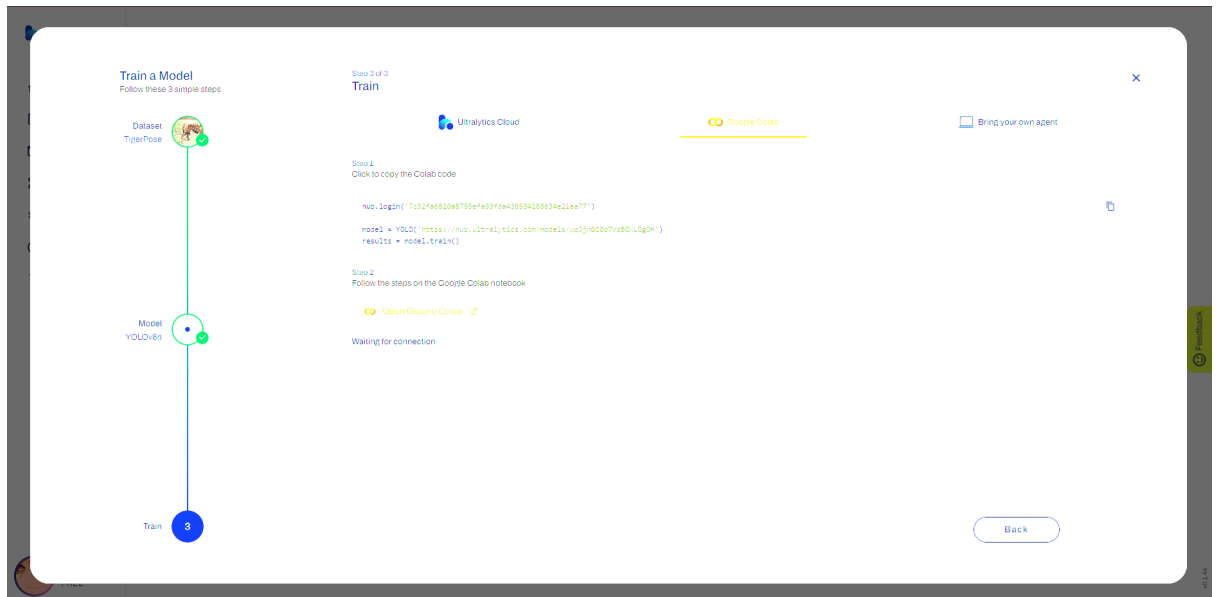 Train a Model
Follow these 3 simple steps
Dataset
TigerPose
Model
YOLOv8n
Train
3
Step 3 of 3
Train
Ultralytics Cloud
Google Colab
Bring your own agent
Step 1
Click to copy the Colab code
results = model.train()
Step 2
Follow the steps on the Google Colab notebook
Open Google Colab
Waiting for connection
Back
Feedback
FREE